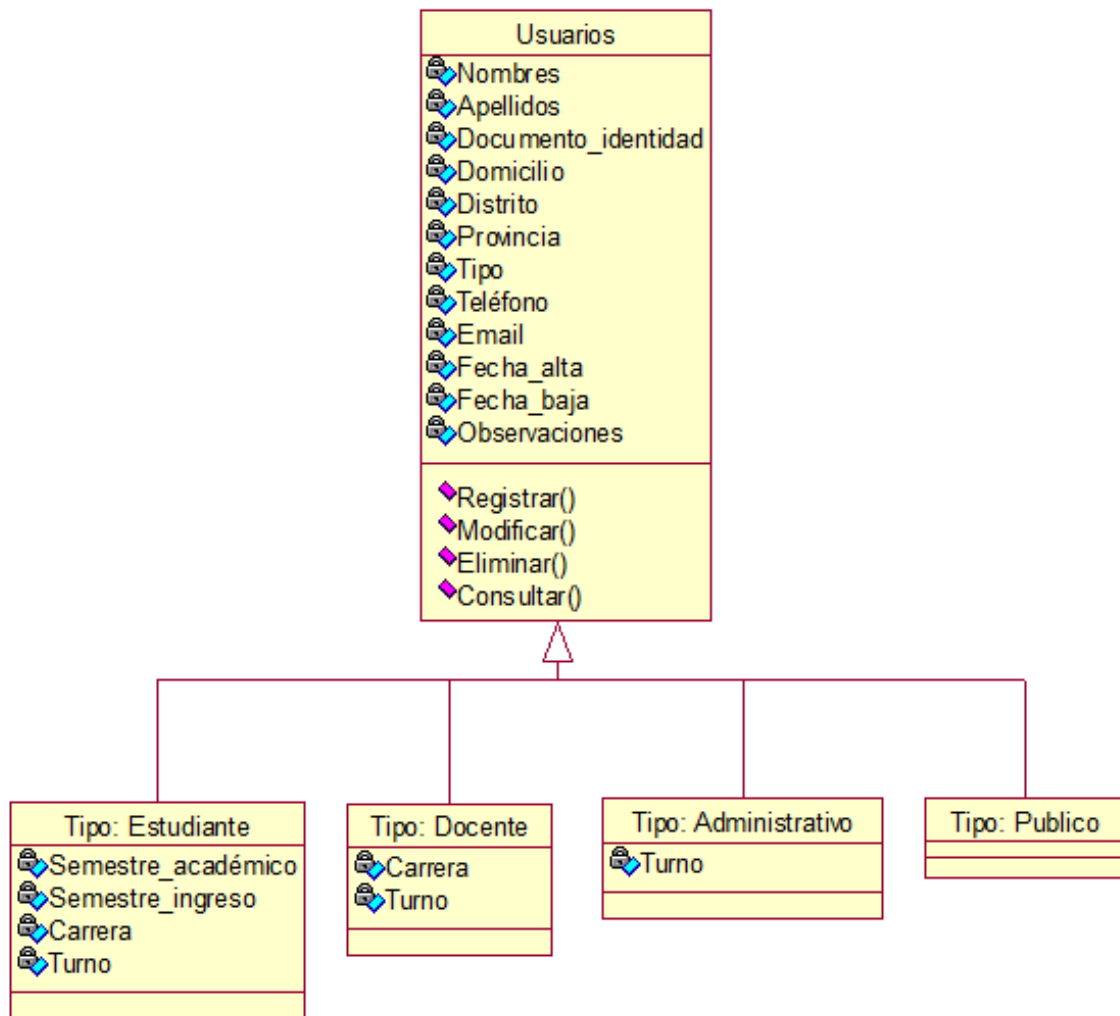 Usuarios
Nombres
Apellidos
Documento_identidad
Domicilio
Distrito
Provincia
Tipo
Teléfono
Email
Fecha_alta
Fecha_baja
Observaciones
Registrar()
Modificar()
Eliminar()
Consultar()
Tipo: Estudiante
Semestre_académico
Semestre_ingreso
Carrera
Turno
Tipo: Docente
Carrera
Turno
Tipo: Administrativo
Turno
Tipo: Publico